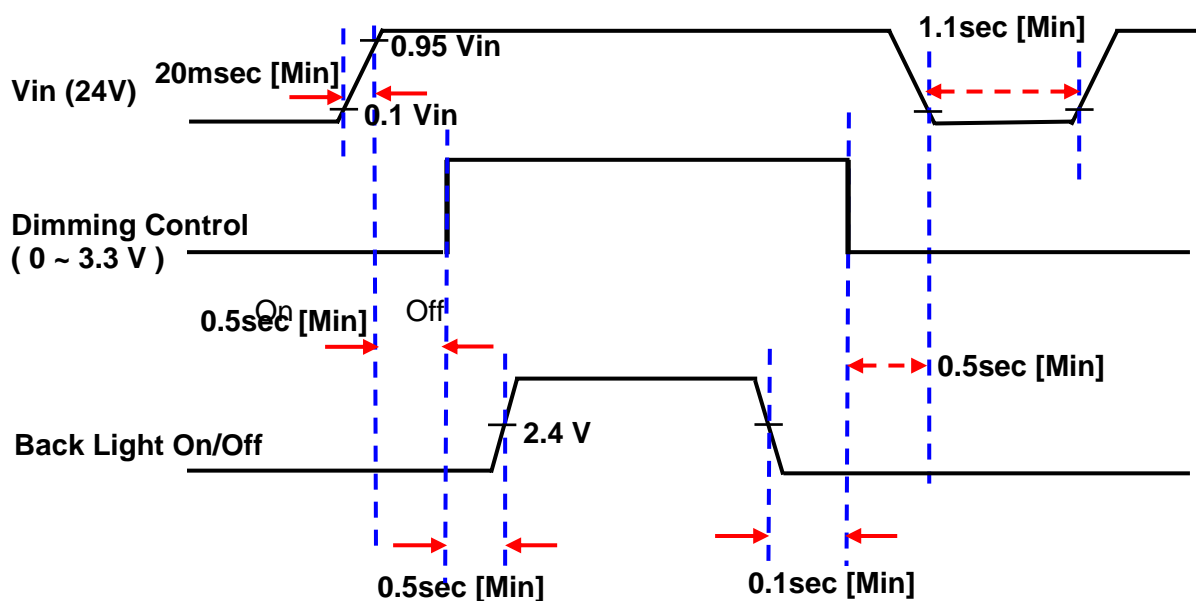 1.1sec [Min]
0.95 Vin
20msec [Min]
Vin (24V)
0.1 Vin
Dimming Control
( 0 ~ 3.3 V )
On
Off
0.5sec [Min]
0.5sec [Min]
2.4 V
Back Light On/Off
0.5sec [Min]
0.1sec [Min]